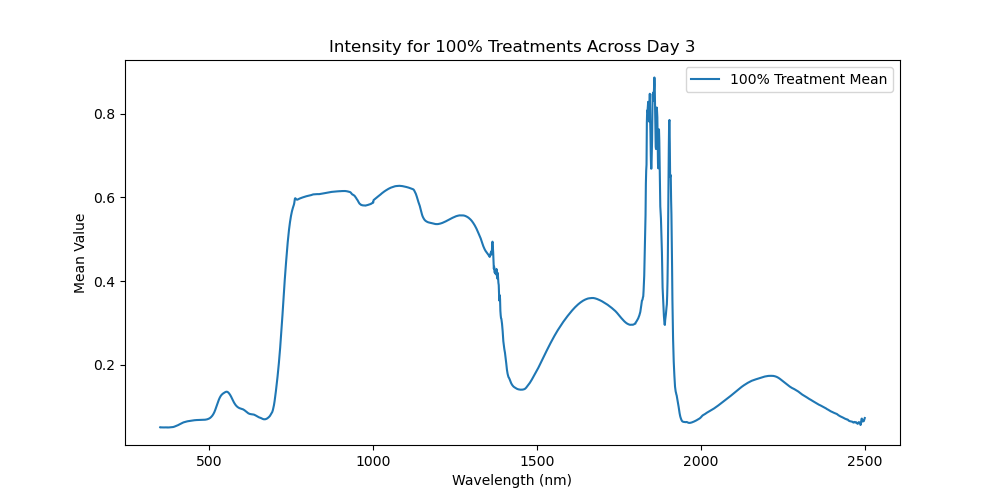 Intensity for 100% Treatments Across Day 3
100% Treatment Mean
Mean Value
0.8
0.6
0.4
0.2
500 1000 1500 2000 2500
Wavelength (nm)